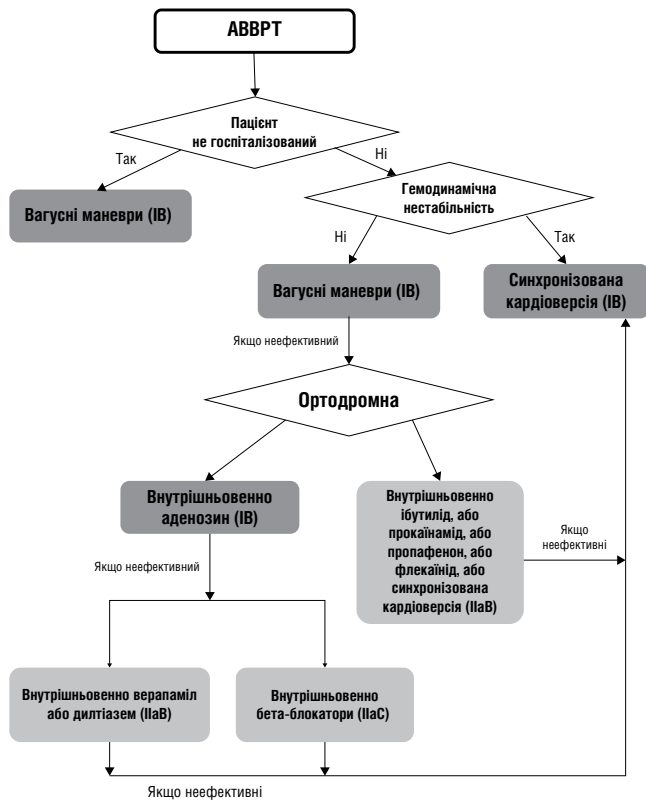 АВВРТ
Пацієнт
не госпіталізований
Так
Ні
Вагусні маневри (IB)
Гемодинамічна
нестабільність
Ні
Так
Вагусні маневри (IB)
Синхронізована
кардіоверсія (IB)
Якщо неефективний
Ортодромна
Внутрішньовенно
аденозин (IB)
Внутрішньовенно
ібутилід, або
прокаїнамід, або
пропафенон, або
флекаїнід, або
синхронізована
кардіоверсія (IIaB)
Якщо
неефективні
Якщо неефективний
Внутрішньовенно верапаміл
або дилтіазем (IIaB)
Внутрішньовенно
бета-блокатори (IIaC)
Якщо неефективні